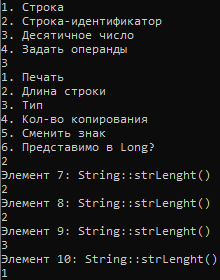 1. Строка
2. Строка-идентификатор
3. Десятичное число
4. Задать операнды
3
1. Печать
2. Длина строки
3. Тип
4. Кол-во копирования
5. Сменить знак
6. Представимо в Long?
2
Элемент 7: String::strLenght()
2
Элемент 8: String::strLenght()
2
Элемент 9: String::strLenght()
3
Элемент 10: String::strLenght()
1